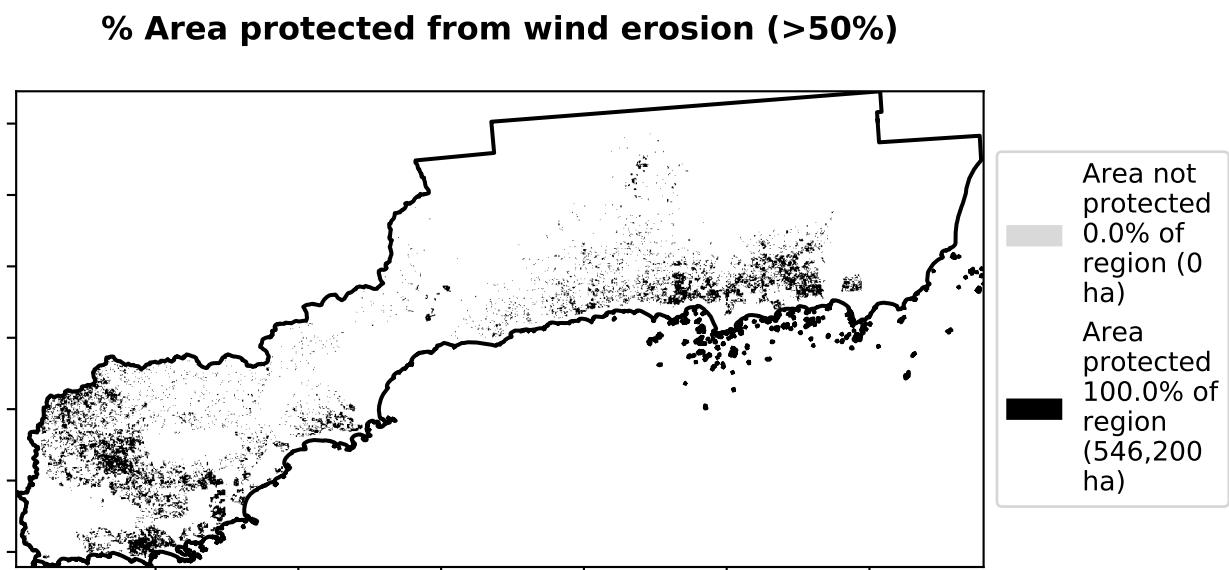 % Area protected from wind erosion (>50%)
Area not
protected
0.0% of
region (0
ha)
Area
protected
100.0% of
region
(546,200
ha)